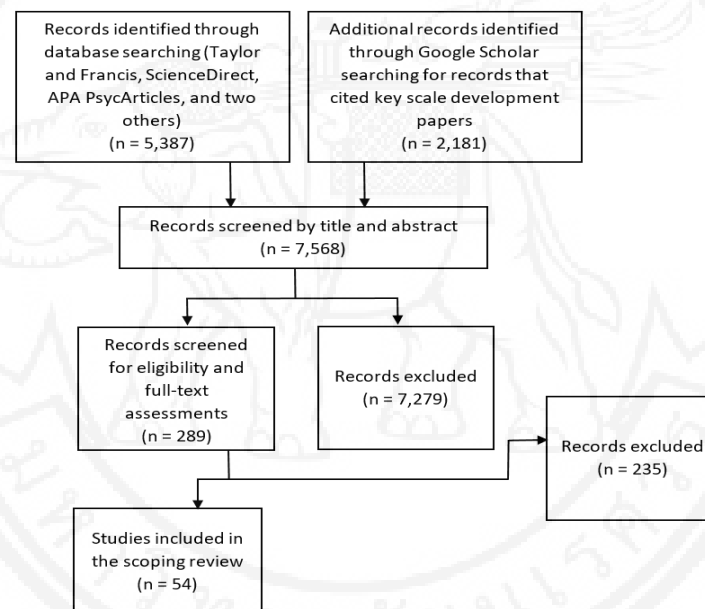 Records identified through
database searching (Taylor
and Francis, ScienceDirect,
APA PsycArticles, and two
others)
(n = 5,387)
Additional records identified
through Google Scholar
searching for records that
cited key scale development
papers
(n = 2,181)
Records screened by title and abstract
(n = 7,568)
Records screened
for eligibility and
full-text
assessments
(n = 289)
Records excluded
(n = 7,279)
Records excluded
(n = 235)
Studies included in
the scoping review
(n = 54)